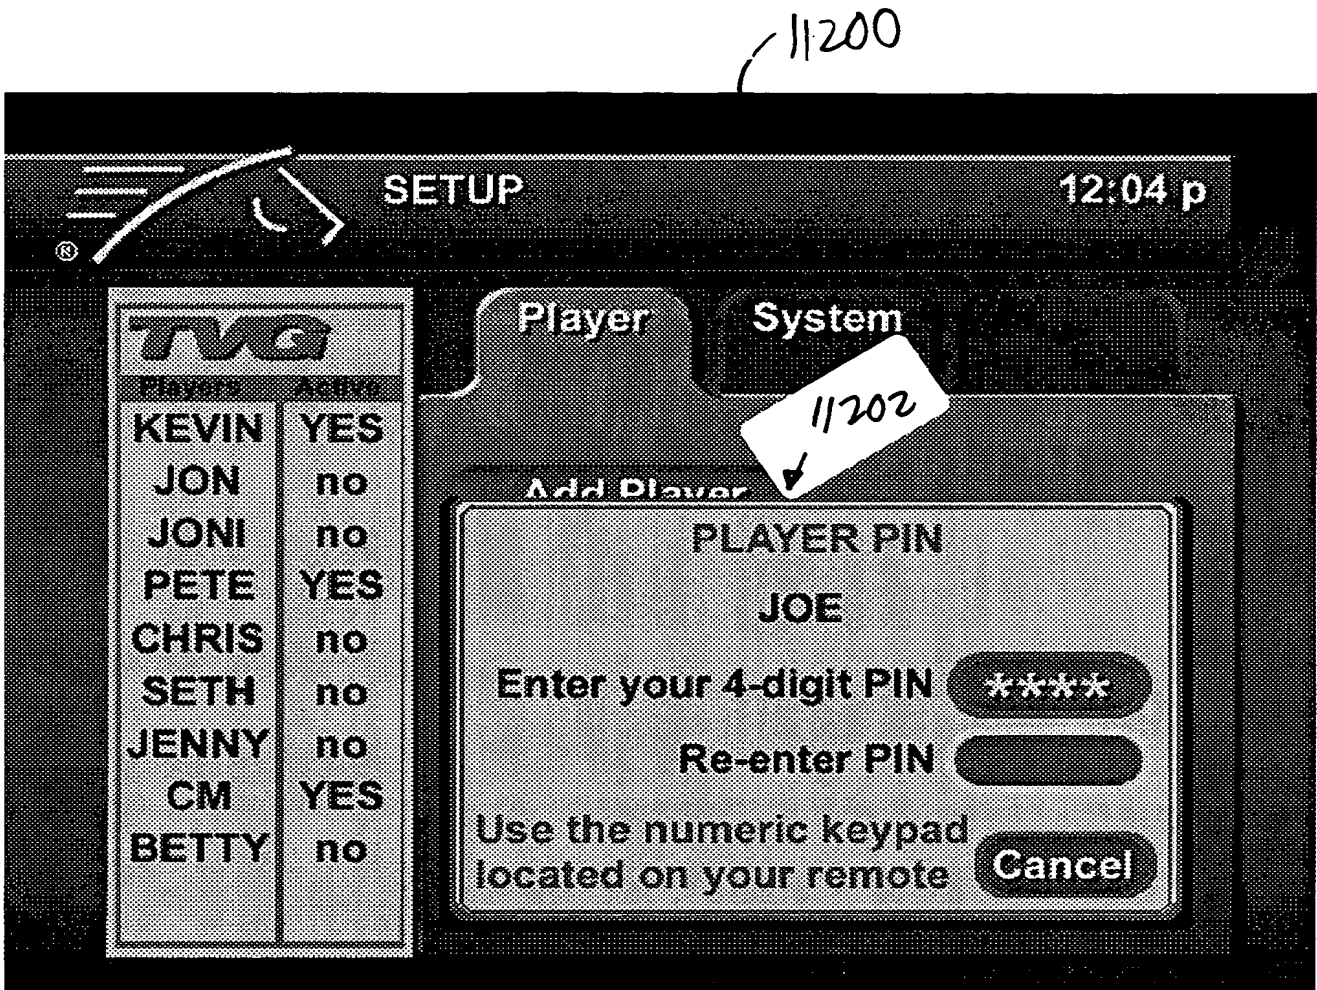 11200
SETUP 12:04 p
®
Player System
TVG
Players Active
11202
KEVIN YES
JON no
JONI no
PETE YES
CHRIS no
SETH no
JENNY no
CM YES
BETTY no
Add Player
PLAYER PIN
JOE
Enter your 4-digit PIN ****
Re-enter PIN
Use the numeric keypad
located on your remote
Cancel